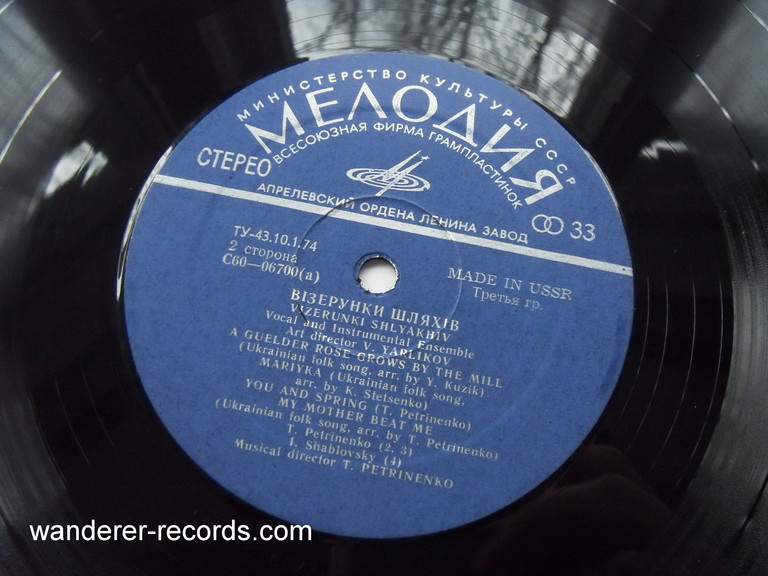 МИНИСТЕРСТВО КУЛЬТУРЫ СССР
МЕЛОДИЯ
ВСЕСОЮЗНАЯ ФИРМА ГРАМПЛАСТИНОК
СТЕРЕО
33
АПРЕЛЕВСКИЙ ОРДЕНА ЛЕНИНА ЗАВОД
ТУ-43.10.1.74
2 сторона
С60—06700(а)
MADE IN USSR
Третья гр.
ВІЗЕРУНКИ ШЛЯХІВ
VIZERUNKI SHLYAKHIV
Vocal and Instrumental Ensemble
Art director V. YARLIKOV
A GUELDER ROSE GROWS BY THE MILL
(Ukrainian folk song, arr. by Y. Kuzik)
MARIYKA (Ukrainian folk song,
arr. by K. Stetsenko)
YOU AND SPRING (T. Petrinenko)
MY MOTHER BEAT ME
(Ukrainian folk song, arr. by T. Petrinenko)
T. Petrinenko (2, 3)
I. Shablovsky (4)
Musical director T. PETRINENKO
wanderer-records.com